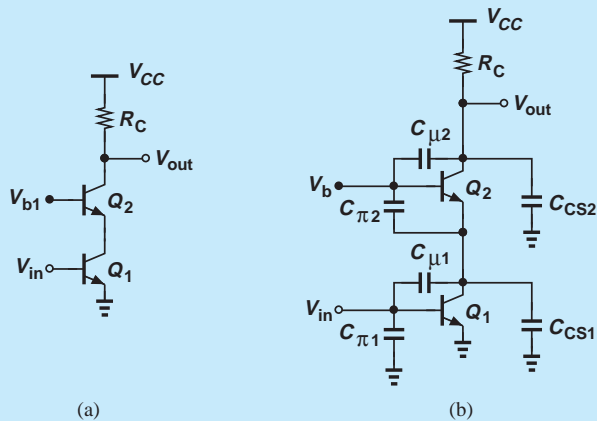 V_CC
R_C
V_out
V_b1
Q_2
V_in
Q_1
(a)
V_CC
R_C
V_out
C_μ2
V_b
Q_2
C_π2
C_CS2
C_μ1
V_in
Q_1
C_π1
C_CS1
(b)